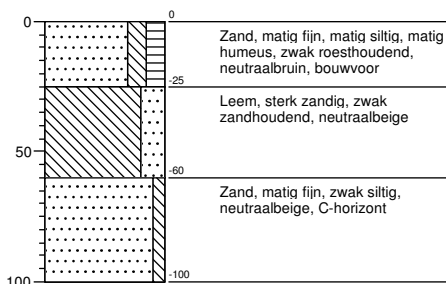 0
0
Zand, matig fijn, matig siltig, matig
humeus, zwak roesthoudend,
neutraalbruin, bouwvoor
-25
Leem, sterk zandig, zwak
zandhoudend, neutraalbeige
50
-60
Zand, matig fijn, zwak siltig,
neutraalbeige, C-horizont
-100
100